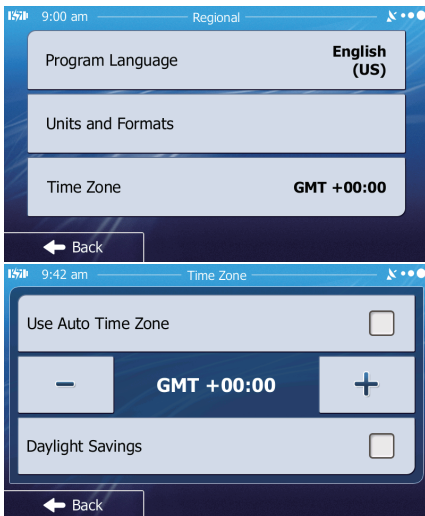 9:00 am Regional
Program Language English
(US)
Units and Formats
Time Zone GMT +00:00
Back
9:42 am Time Zone
Use Auto Time Zone
− GMT +00:00 +
Daylight Savings
Back